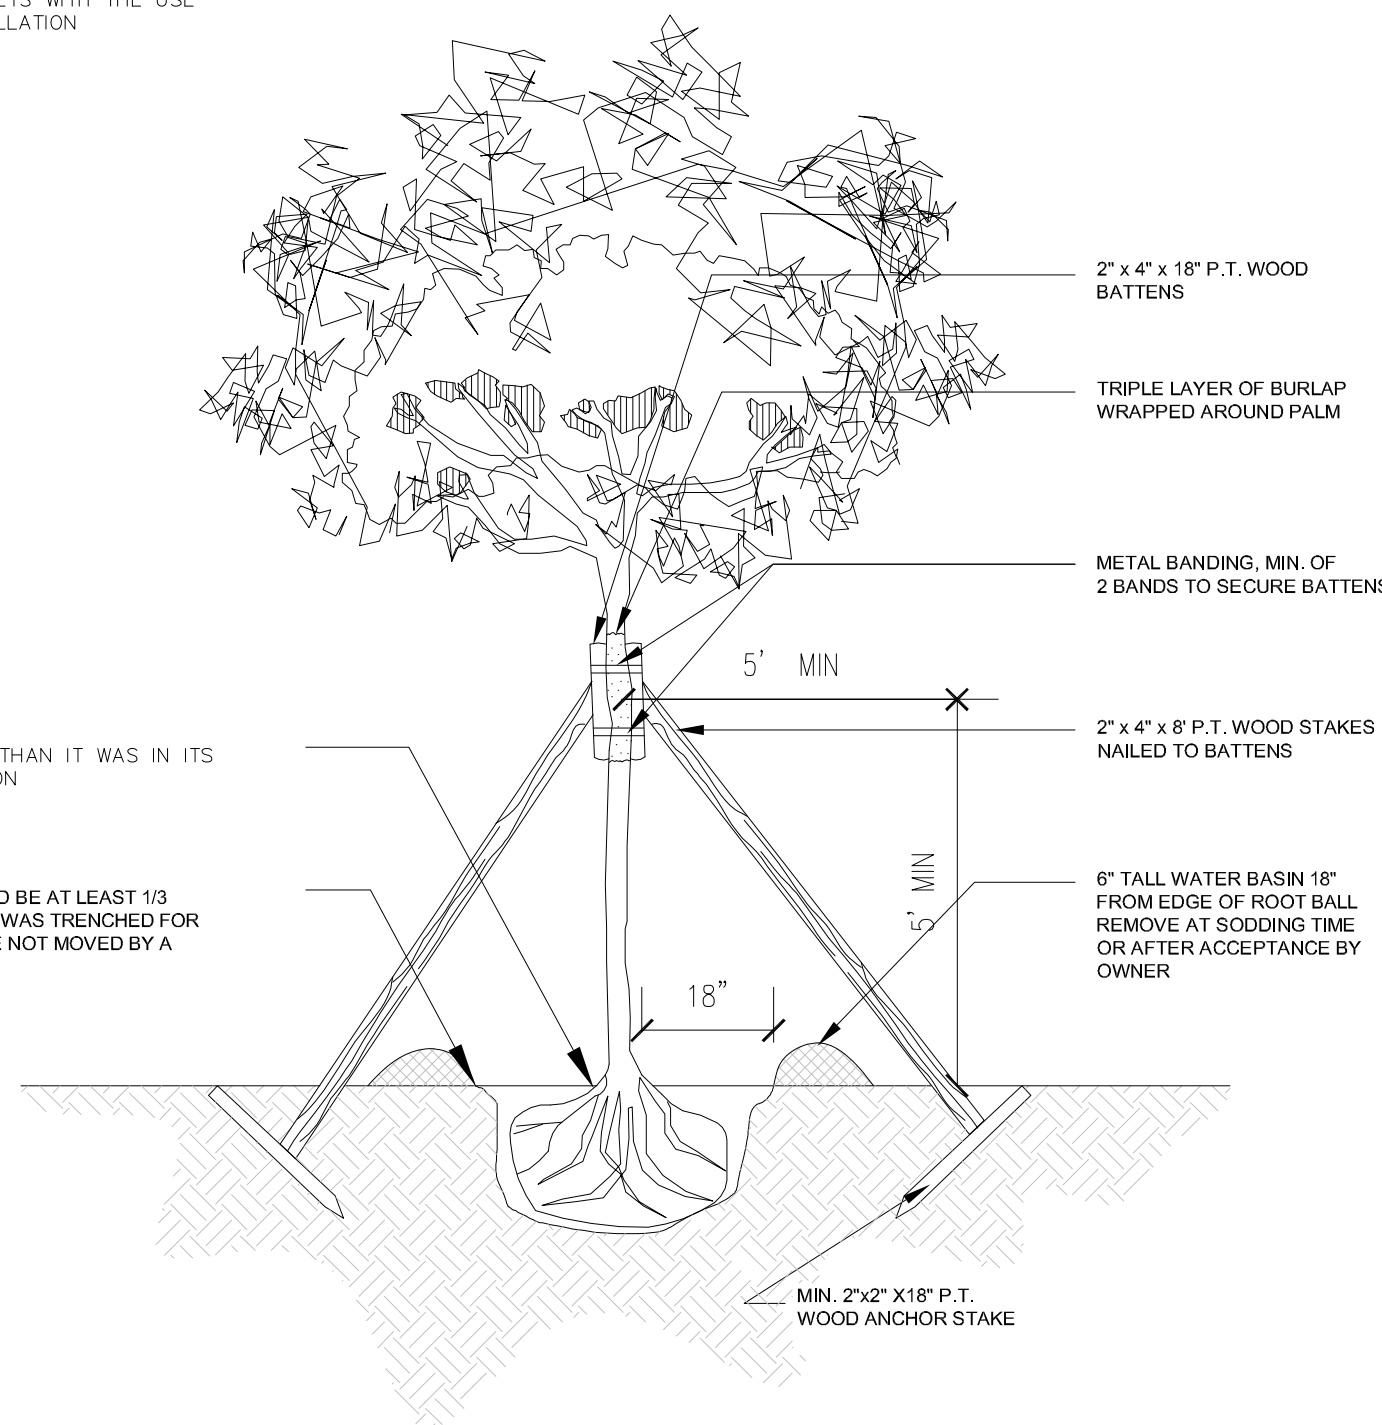 WITH THE USE
2" x 4" x 18" P.T. WOOD
BATTENS
TRIPLE LAYER OF BURLAP
WRAPPED AROUND PALM
METAL BANDING, MIN. OF
2 BANDS TO SECURE BATTENS
5' MIN
2" x 4" x 8' P.T. WOOD STAKES
NAILED TO BATTENS
THAN IT WAS IN ITS
5' MIN
6" TALL WATER BASIN 18"
FROM EDGE OF ROOT BALL
REMOVE AT SODDING TIME
OR AFTER ACCEPTANCE BY
OWNER
BE AT LEAST 1/3
WAS TRENCHED FOR
NOT MOVED BY A
18"
MIN. 2"x2" X18" P.T.
WOOD ANCHOR STAKE